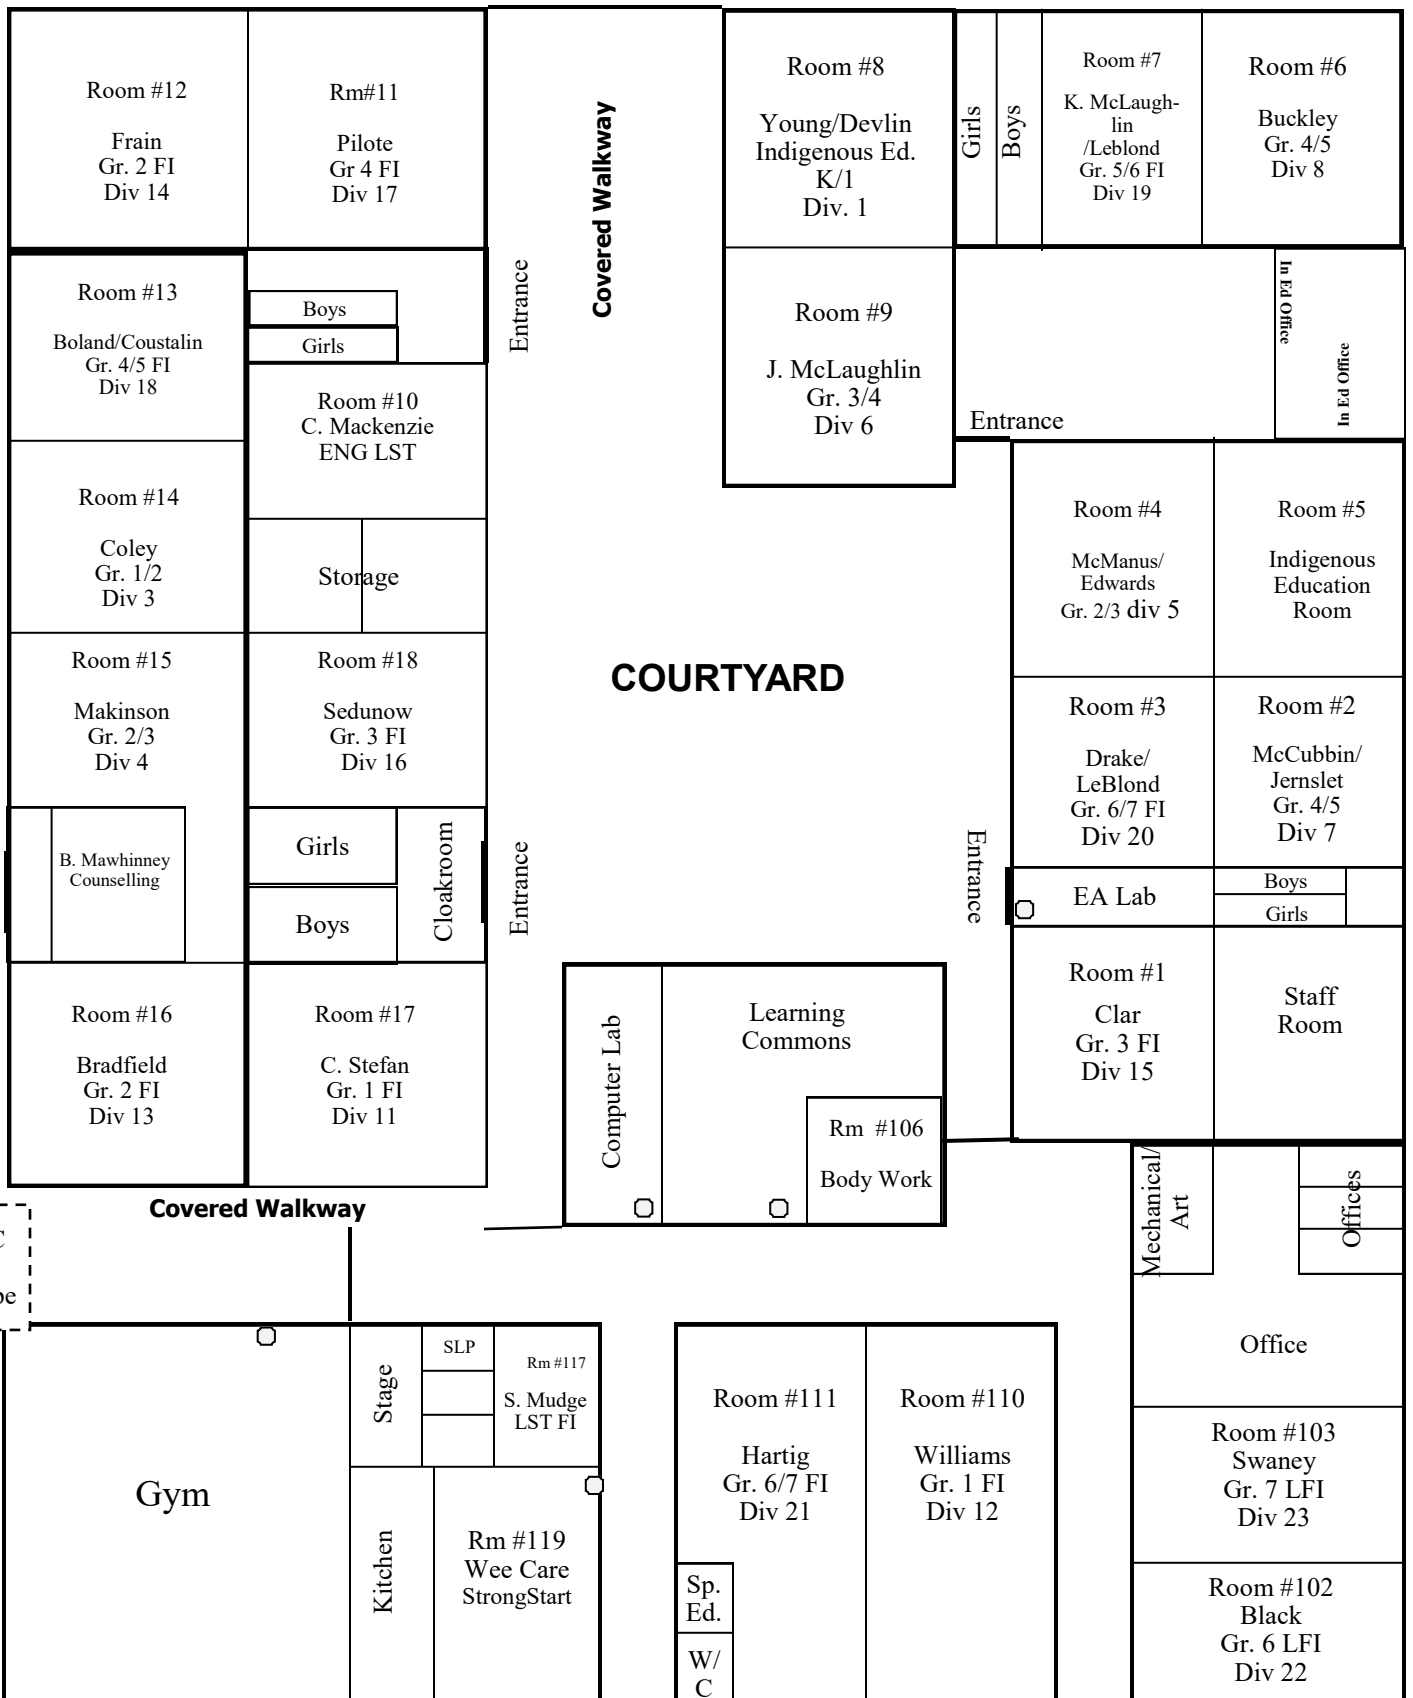 Room #12
Frain
Gr. 2 FI
Div 14
Rm#11
Pilote
Gr 4 FI
Div 17
Covered Walkway
Room #8
Young/Devlin
Indigenous Ed.
K/1
Div. 1
Girls
Boys
Room #7
K. McLaugh-
lin
/Leblond
Gr. 5/6 FI
Div 19
Room #6
Buckley
Gr. 4/5
Div 8
Room #13
Boland/Coustalin
Gr. 4/5 FI
Div 18
Boys
Girls
Entrance
Room #9
J. McLaughlin
Gr. 3/4
Div 6
Entrance
In Ed Office
In Ed Office
Room #10
C. Mackenzie
ENG LST
Room #14
Coley
Gr. 1/2
Div 3
Storage
Room #4
McManus/
Edwards
Gr. 2/3 div 5
Room #5
Indigenous
Education
Room
Room #15
Makinson
Gr. 2/3
Div 4
Room #18
Sedunow
Gr. 3 FI
Div 16
COURTYARD
Room #3
Drake/
LeBlond
Gr. 6/7 FI
Div 20
Room #2
McCubbin/
Jernslet
Gr. 4/5
Div 7
B. Mawhinney
Counselling
Girls
Boys
Cloakroom
Entrance
Entrance
EA Lab
Boys
Girls
Room #16
Bradfield
Gr. 2 FI
Div 13
Room #17
C. Stefan
Gr. 1 FI
Div 11
Computer Lab
Learning
Commons
Rm #106
Body Work
Room #1
Clar
Gr. 3 FI
Div 15
Staff
Room
Covered Walkway
Mechanical/
Art
Offices
Office
Gym
Stage
SLP
Rm #117
S. Mudge
LST FI
Kitchen
Rm #119
Wee Care
StrongStart
Room #111
Hartig
Gr. 6/7 FI
Div 21
Sp.
Ed.
W/
C
Room #110
Williams
Gr. 1 FI
Div 12
Room #103
Swaney
Gr. 7 LFI
Div 23
Room #102
Black
Gr. 6 LFI
Div 22